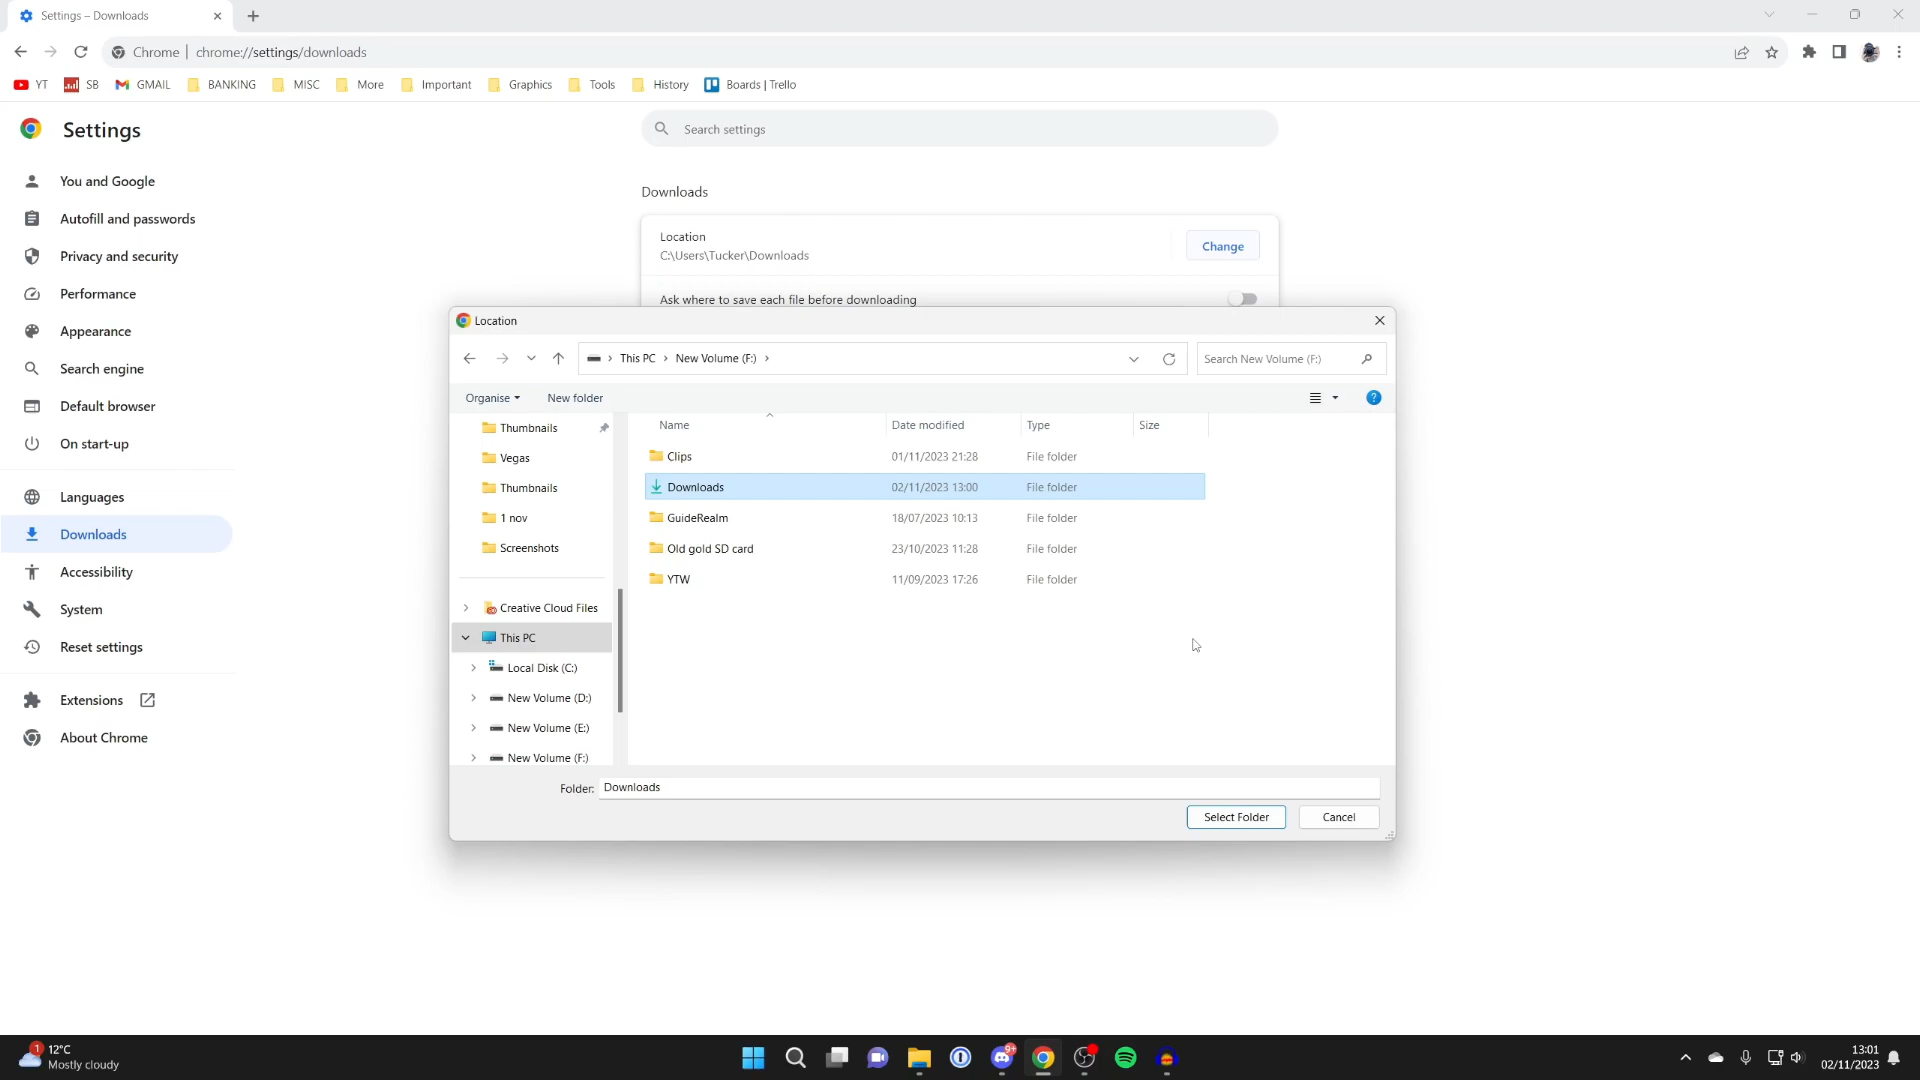 Settings – Downloads
Chrome | chrome://settings/downloads
YT SB GMAIL BANKING MISC More Important Graphics Tools History Boards | Trello
Settings
Search settings
You and Google
Autofill and passwords
Privacy and security
Performance
Appearance
Search engine
Default browser
On start-up
Languages
Downloads
Accessibility
System
Reset settings
Extensions
About Chrome
Downloads
Location
C:\Users\Tucker\Downloads
Change
Ask where to save each file before downloading
Location
This PC New Volume (F:)
Search New Volume (F:)
Organise New folder
?
Thumbnails
Vegas
Thumbnails
1 nov
Screenshots
Creative Cloud Files
This PC
Local Disk (C:)
New Volume (D:)
New Volume (E:)
New Volume (F:)
Name Date modified Type Size
Clips 01/11/2023 21:28 File folder
Downloads 02/11/2023 13:00 File folder
GuideRealm 18/07/2023 10:13 File folder
Old gold SD card 23/10/2023 11:28 File folder
YTW 11/09/2023 17:26 File folder
Folder: Downloads
Select Folder Cancel
1
12°C
Mostly cloudy
9+
13:01
02/11/2023